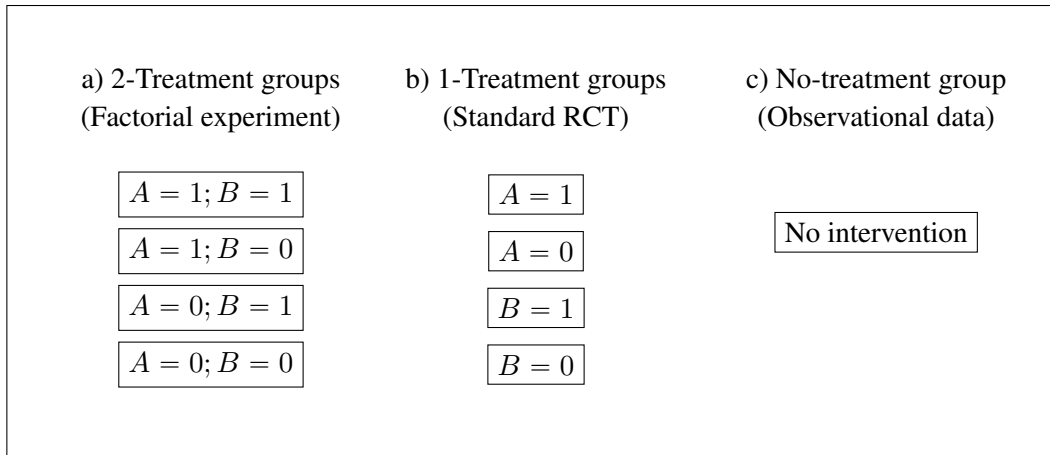 a) 2-Treatment groups
(Factorial experiment)
A = 1; B = 1
A = 1; B = 0
A = 0; B = 1
A = 0; B = 0
b) 1-Treatment groups
(Standard RCT)
A = 1
A = 0
B = 1
B = 0
c) No-treatment group
(Observational data)
No intervention